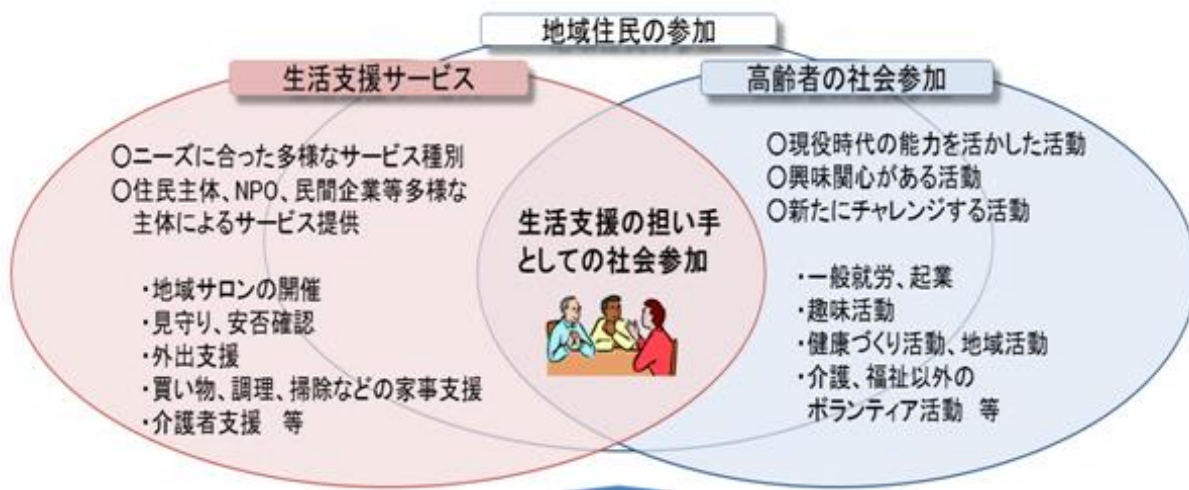 地域住民の参加
生活支援サービス
〇ニーズに合った多様なサービス種別
〇住民主体、NPO、民間企業等多様な
主体によるサービス提供
・地域サロンの開催
・見守り、安否確認
・外出支援
・買い物、調理、掃除などの家事支援
・介護者支援　等
生活支援の担い手
としての社会参加
高齢者の社会参加
〇現役時代の能力を活かした活動
〇興味関心がある活動
〇新たにチャレンジする活動
・一般就労、起業
・趣味活動
・健康づくり活動、地域活動
・介護、福祉以外の
ボランティア活動　等